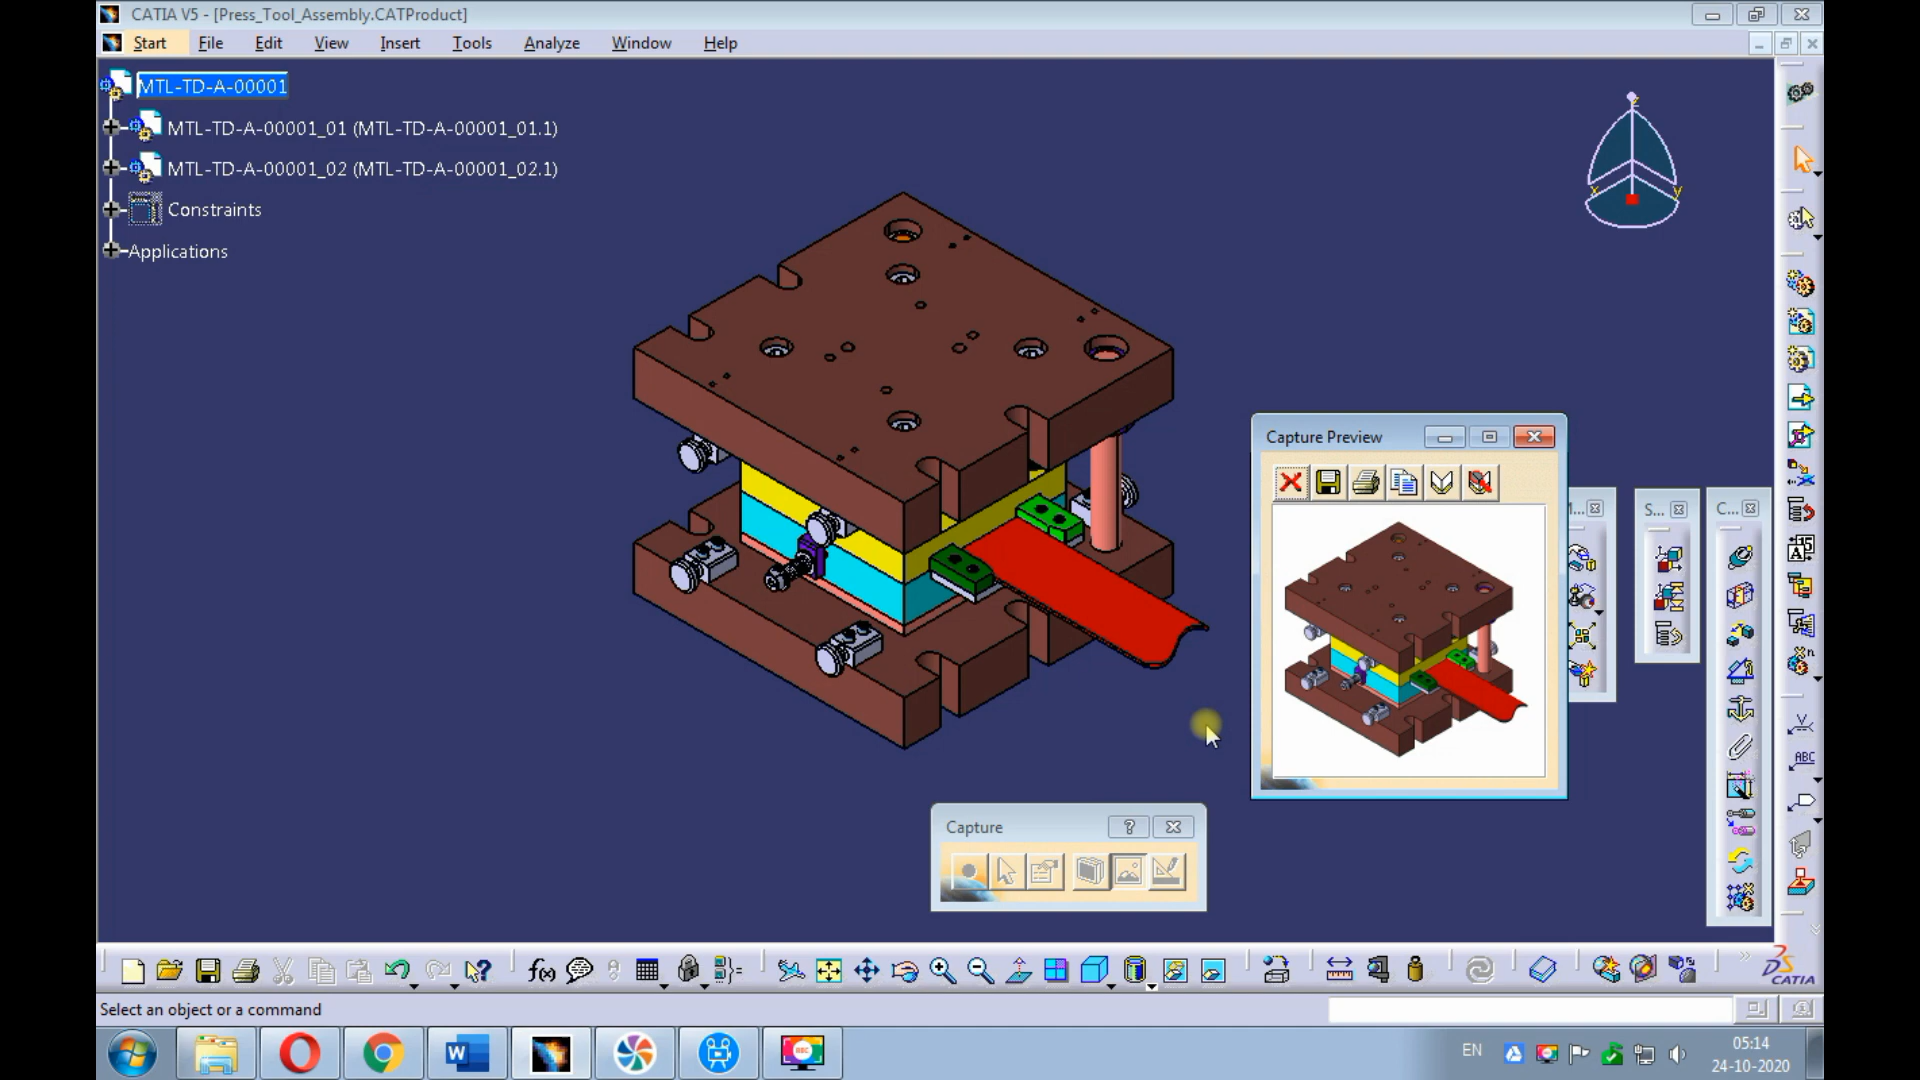 CATIA V5 - [Press_Tool_Assembly.CATProduct]
Start File Edit View Insert Tools Analyze Window Help
MTL-TD-A-00001
MTL-TD-A-00001_01 (MTL-TD-A-00001_01.1)
MTL-TD-A-00001_02 (MTL-TD-A-00001_02.1)
Constraints
Applications
z
Capture Preview
S... C...
ABC
Capture
f(x)
CATIA
Select an object or a command
W
EN
05:14
24-10-2020